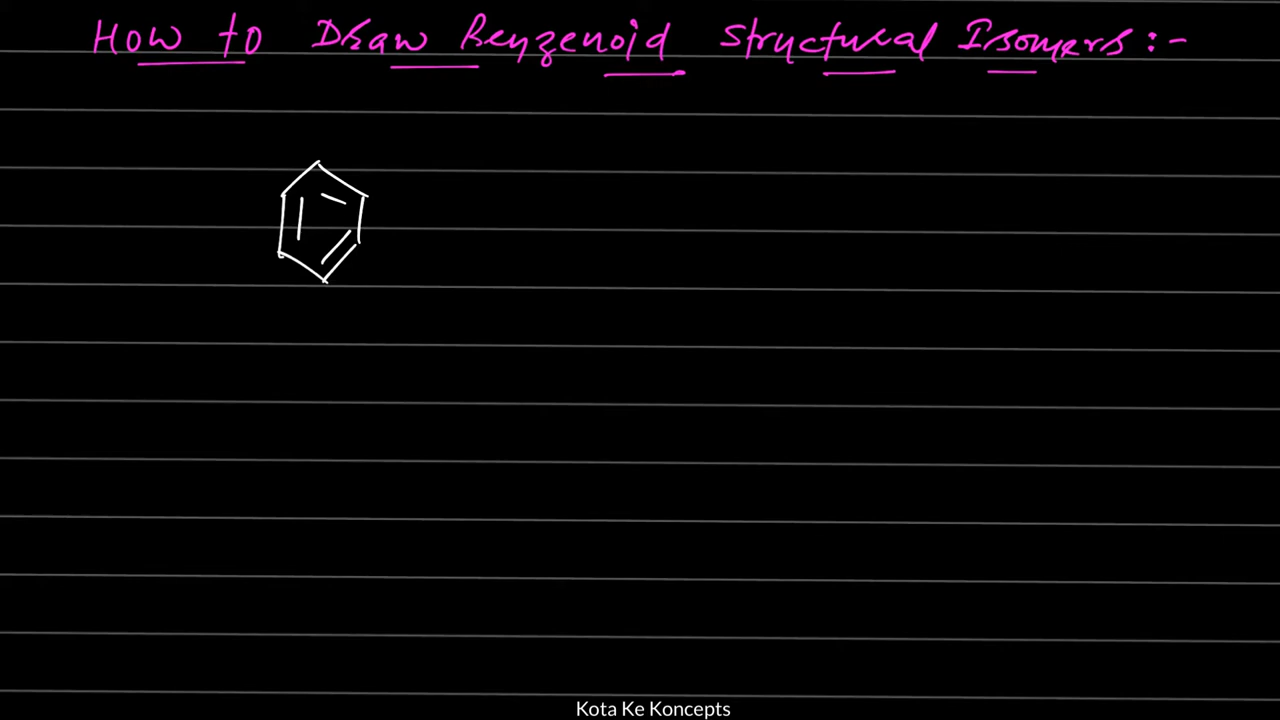 How to Draw Benzenoid Structural Isomers :-
Kota Ke Koncepts